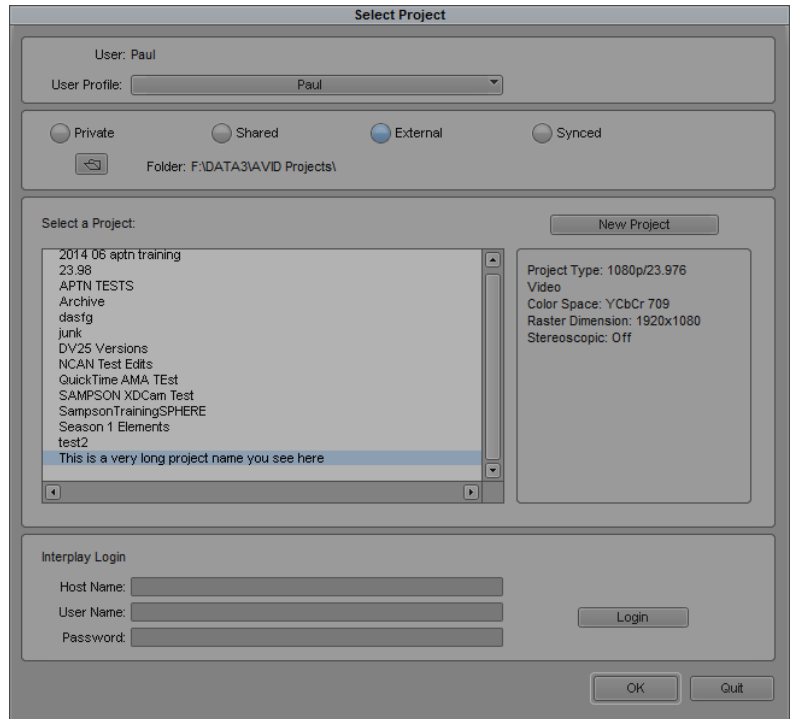 Select Project
User: Paul
User Profile: Paul
Private Shared External Synced
Folder: F:\DATA3\AVID Projects\
Select a Project:
New Project
2014 06 aptn training
23.98
APTN TESTS
Archive
dasfg
junk
DV25 Versions
NCAN Test Edits
QuickTime AMA TEst
SAMPSON XDCam Test
SampsonTrainingSPHERE
Season 1 Elements
test2
This is a very long project name you see here
Project Type: 1080p/23.976
Video
Color Space: YCbCr 709
Raster Dimension: 1920x1080
Stereoscopic: Off
Interplay Login
Host Name:
User Name:
Password:
Login
OK
Quit